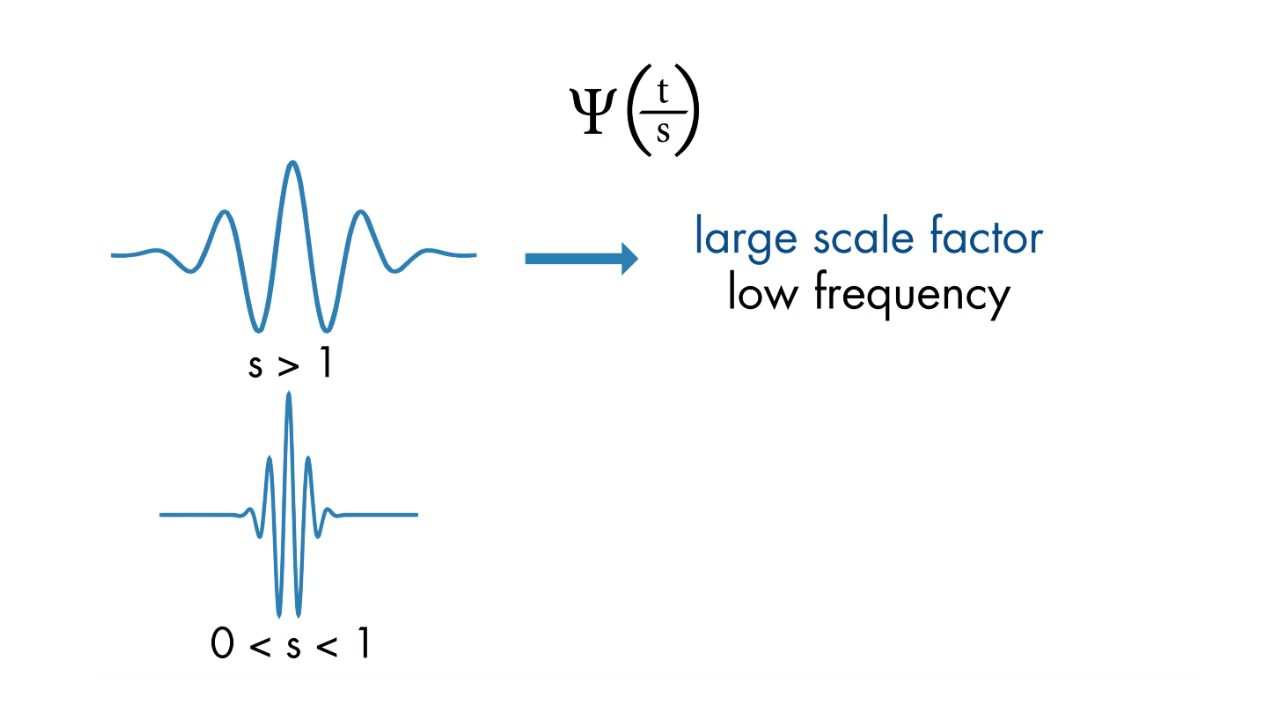 Ψ(t/s)
large scale factor
low frequency
s > 1
0 < s < 1